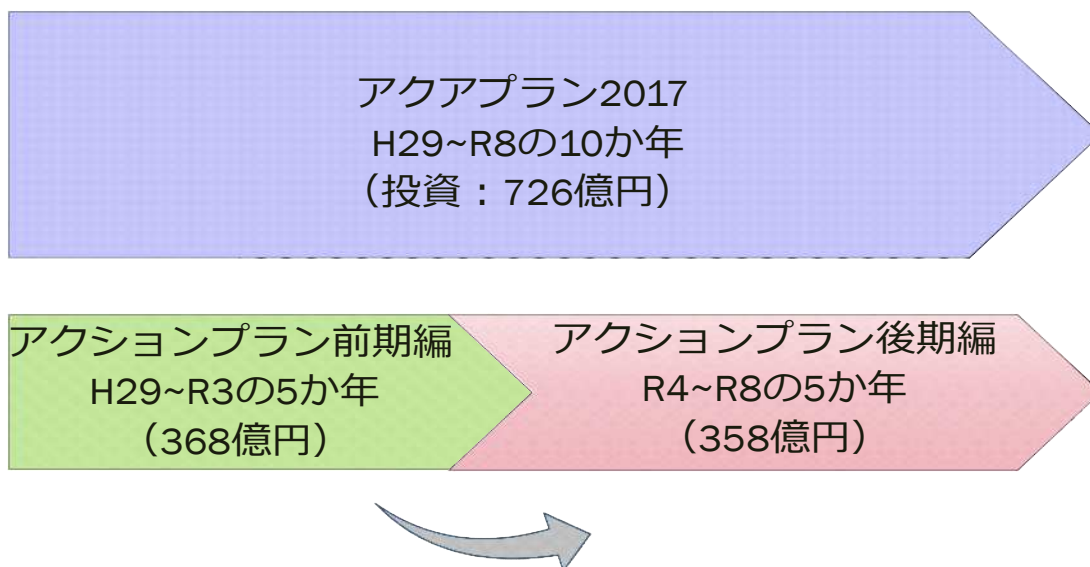 アクアプラン2017
H29~R8の10か年
（投資：726億円）
アクションプラン前期編
H29~R3の5か年
（368億円）
アクションプラン後期編
R4~R8の5か年
（358億円）